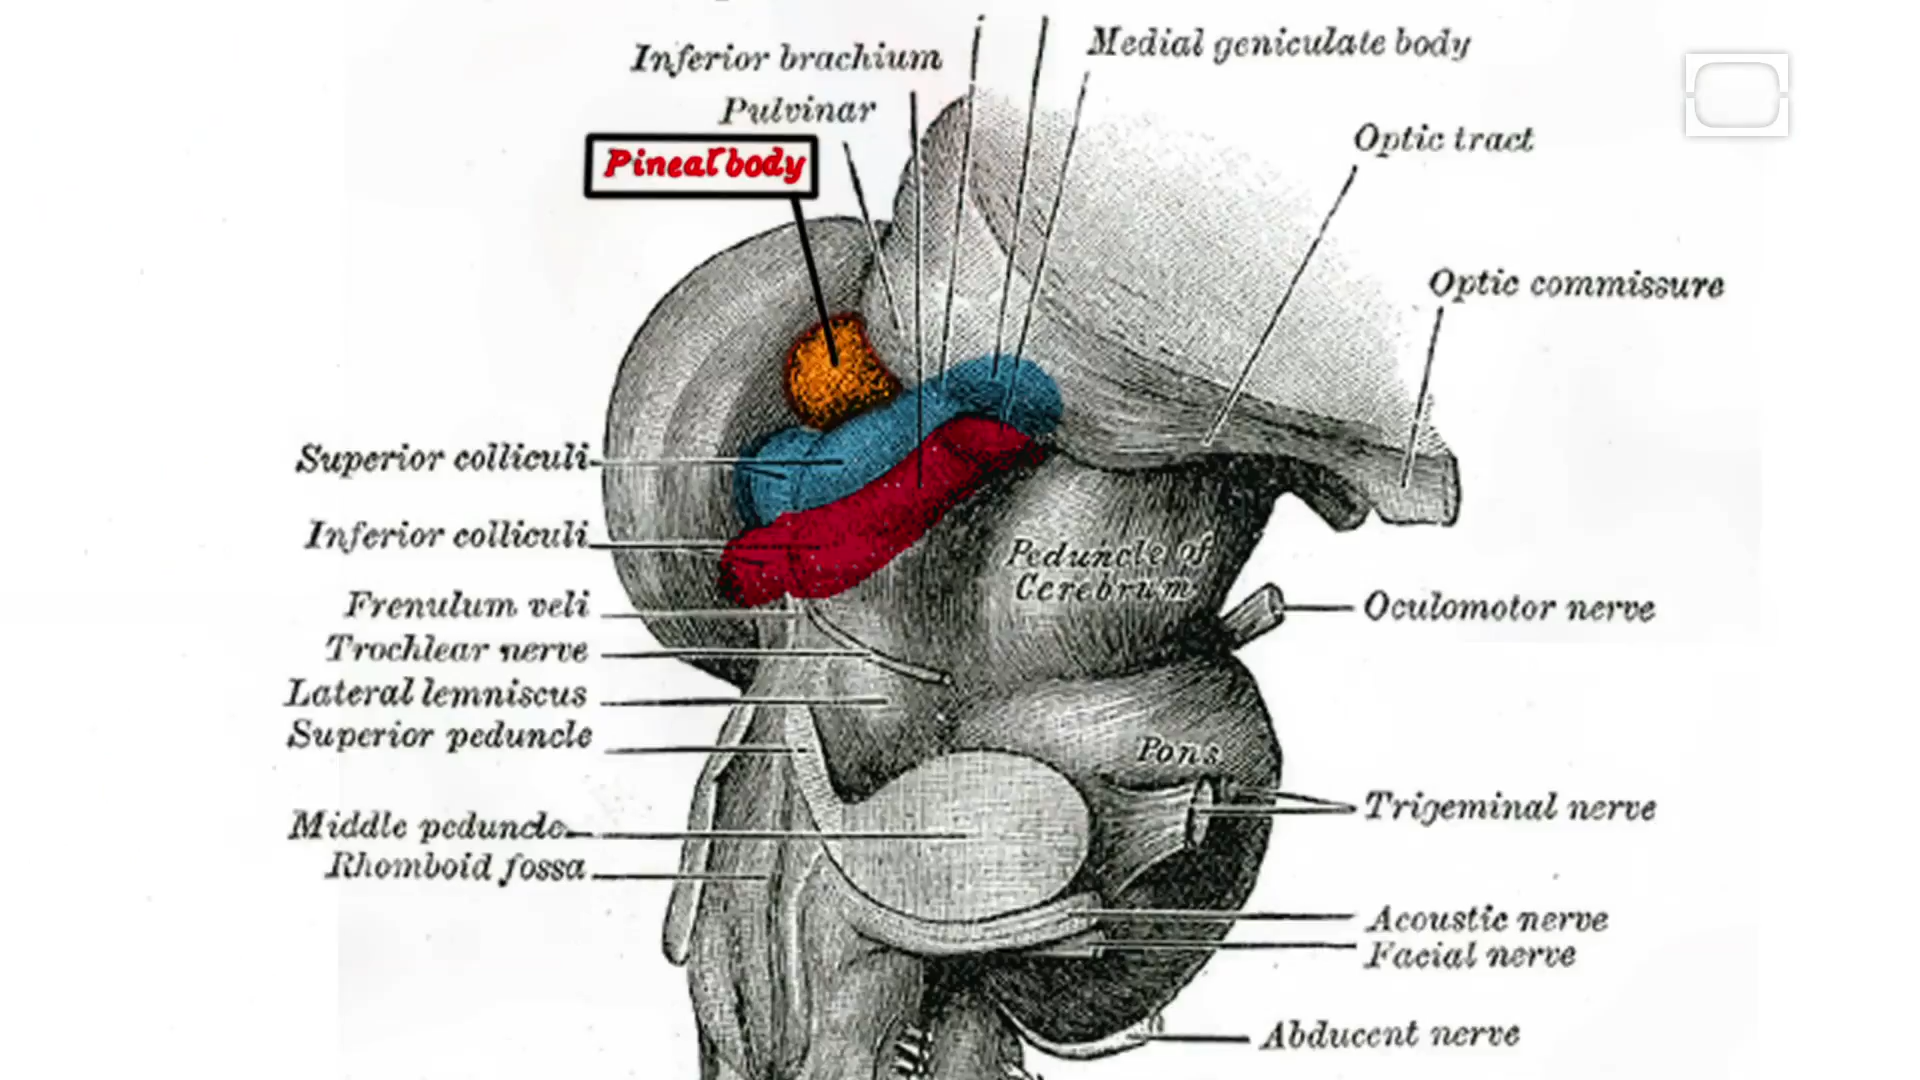 Inferior brachium
Medial geniculate body
Pulvinar
Pineal body
Optic tract
Optic commissure
Superior colliculi
Inferior colliculi
Peduncle of
Cerebrum
Frenulum veli
Oculomotor nerve
Trochlear nerve
Lateral lemniscus
Superior peduncle
Pons
Middle peduncle
Trigeminal nerve
Rhomboid fossa
Acoustic nerve
Facial nerve
Abducent nerve